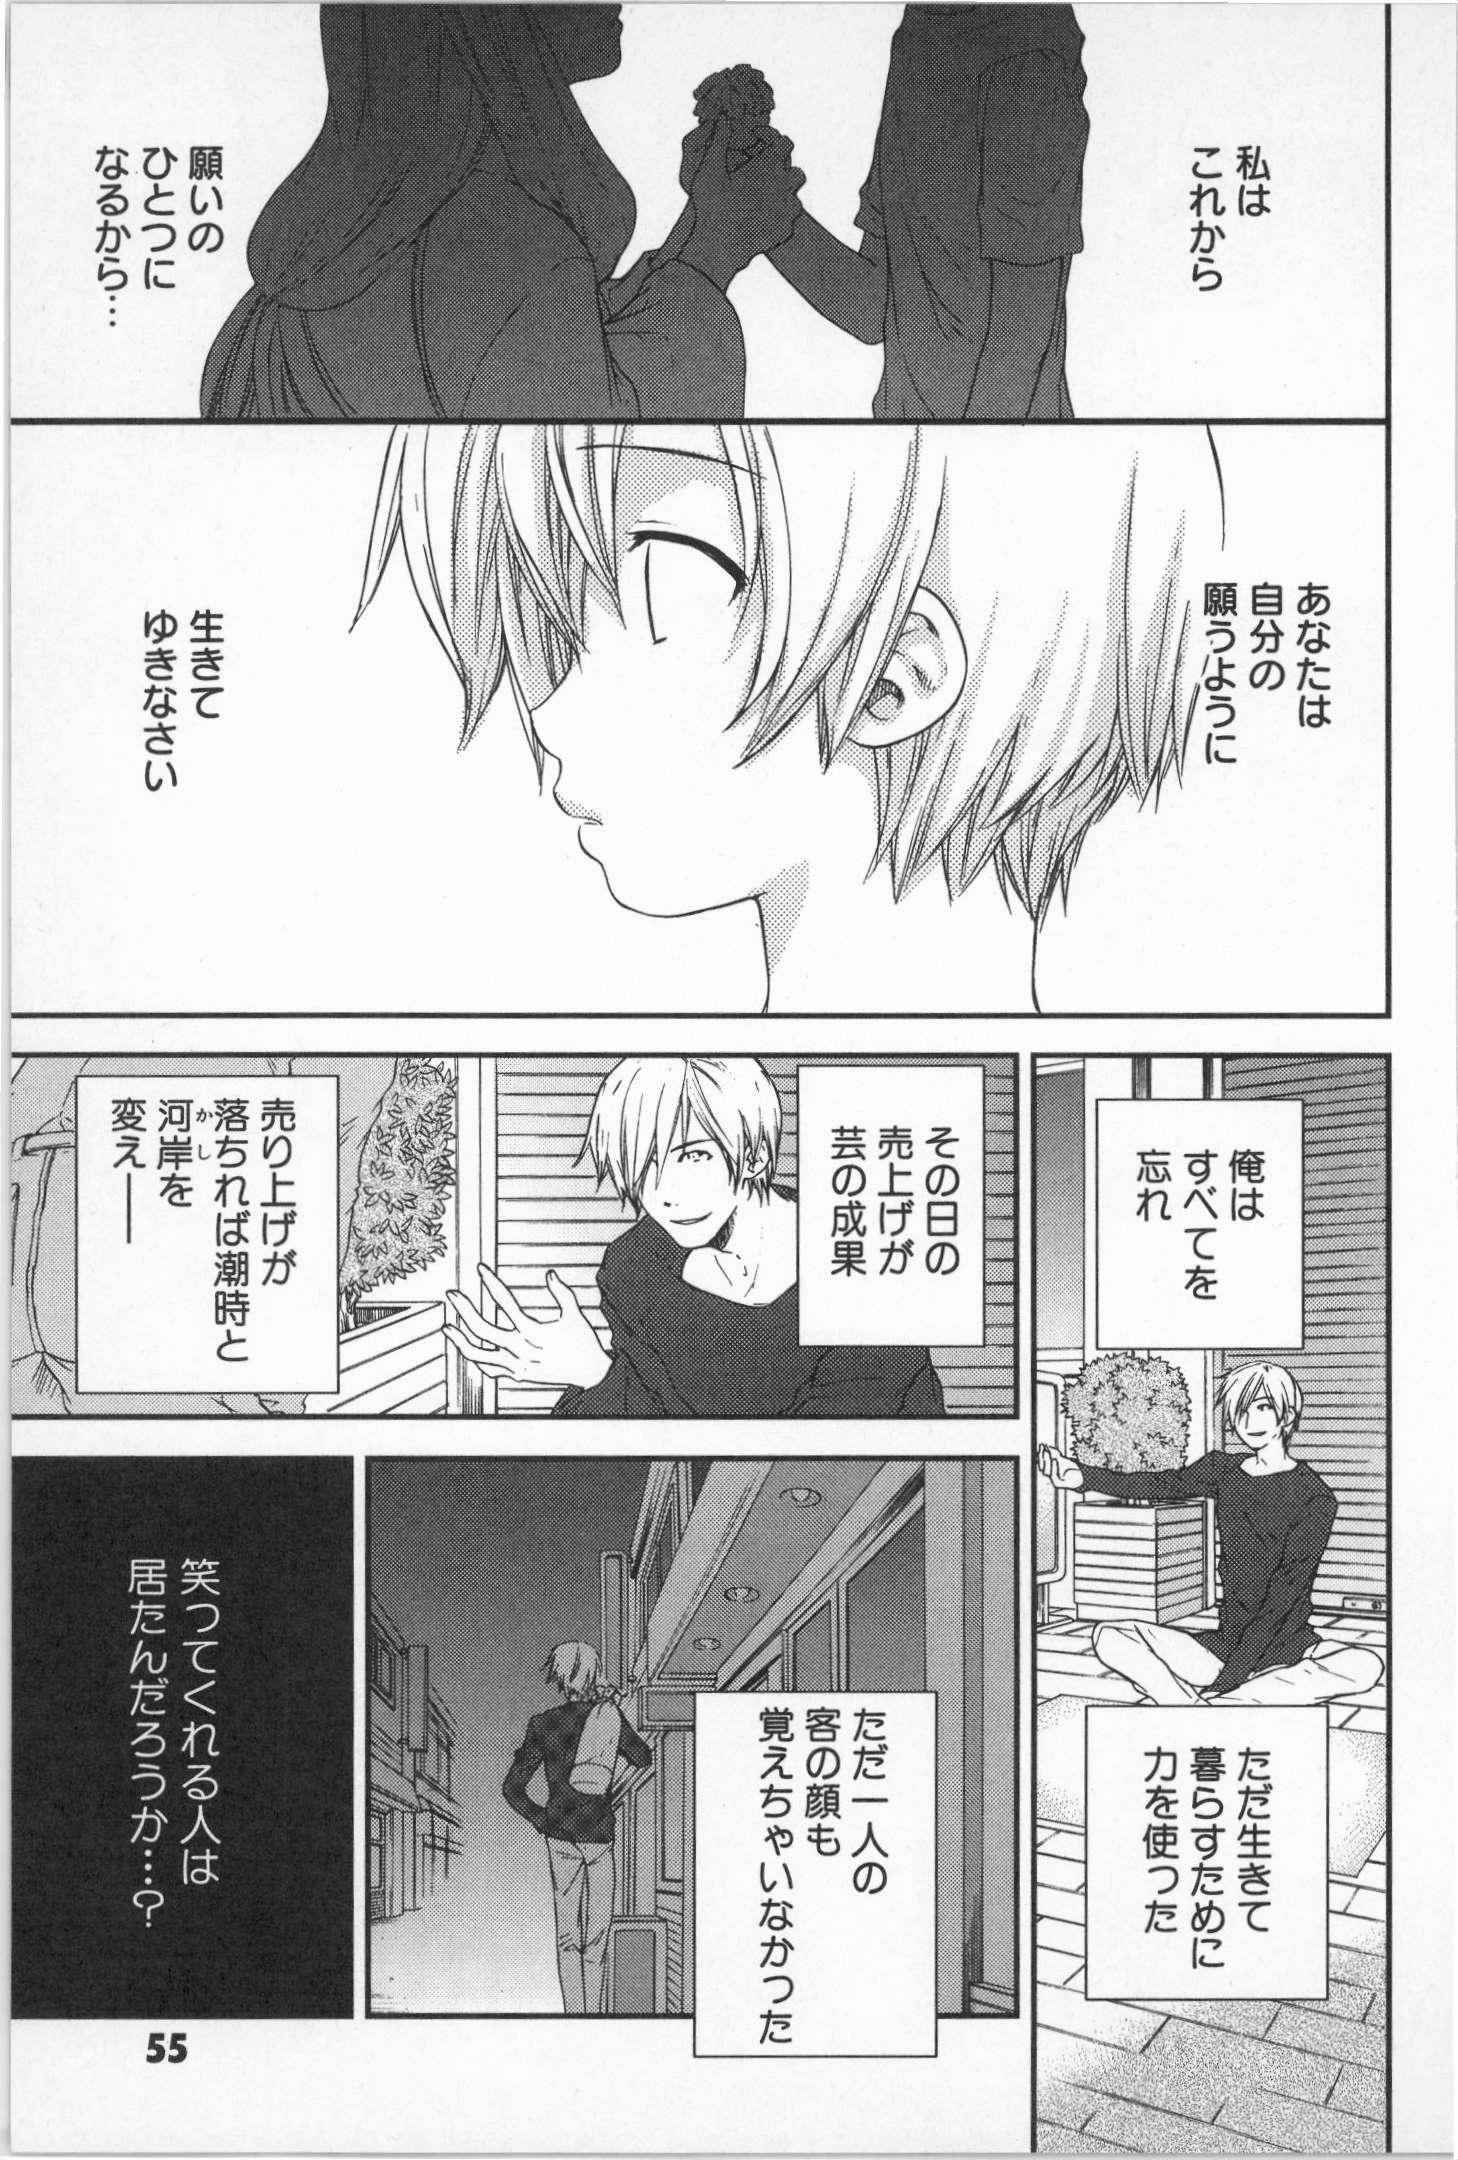 私は
これから
願いの
ひとつに
なるから…
あなたは
自分の
願うように
生きて
ゆきなさい
俺は
すべてを
忘れ
ただ生きて
暮らすために
力を使った
その日の
売上げが
芸の成果
売り上げが
落ちれば潮時と
河岸を
かし
変え――
ただ一人の
客の顔も
覚えちゃいなかった
笑ってくれる人は
居たんだろうか…?
55